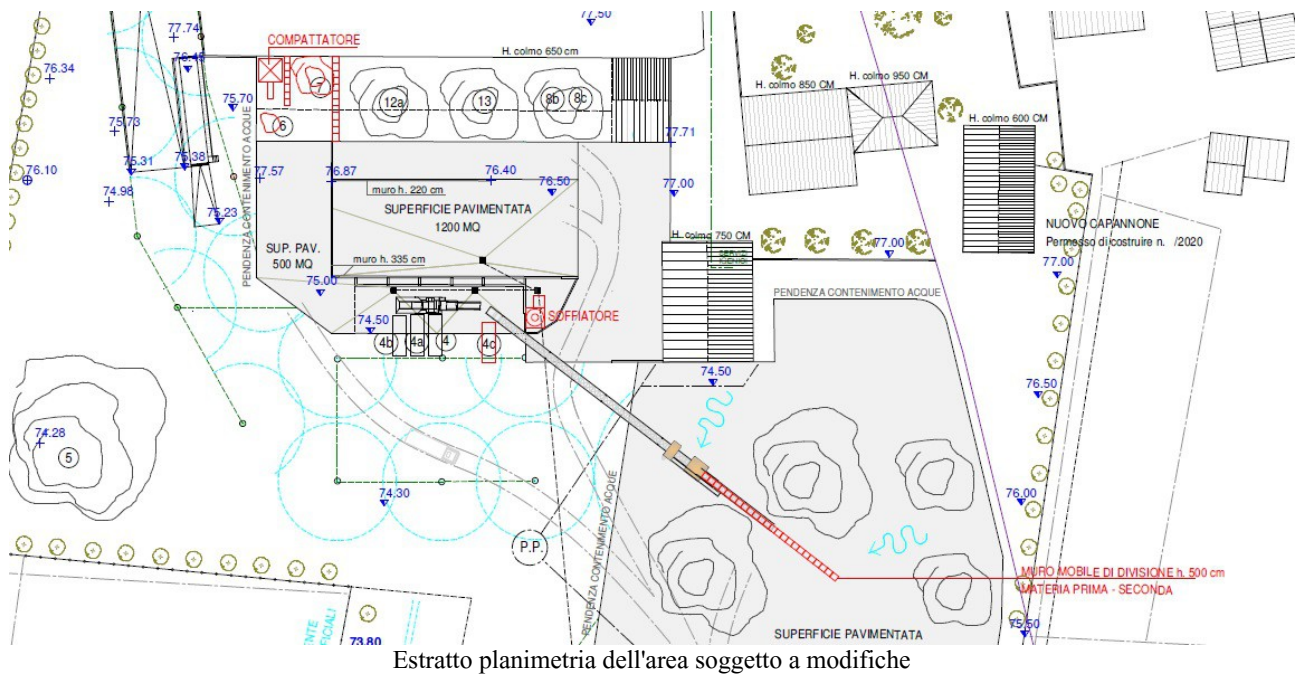 77.50
77.74
COMPATTATORE
H. colmo 650 cm
76.45
76.34
H. colmo 950 CM
H. colmo 850 CM
7
12a
13
8b
8c
75.70
6
H. colmo 600 CM
75.73
77.71
75.31
75.38
76.10
77.57
76.87
76.40
76.50
77.00
muro h. 220 cm
74.98
75.23
PENDENZA CONTENIMENTO ACQUE
SUPERFICIE PAVIMENTATA
1200 MQ
NUOVO CAPANNONE
Permesso di costruire n. /2020
H. colmo 750 CM
77.00
SUP. PAV.
500 MQ
SERVIZI
IGIENICI
muro h. 335 cm
77.00
75.00
PENDENZA CONTENIMENTO ACQUE
SOFFIATORE
74.50
4b
4a
4
4c
74.50
76.50
74.28
5
74.30
76.00
P.P.
PENDENZA CONTENIMENTO ACQUE
MURO MOBILE DI DIVISIONE h. 500 cm
MATERIA PRIMA - SECONDA
75.50
SUPERFICIE PAVIMENTATA
73.80
Estratto planimetria dell'area soggetto a modifiche